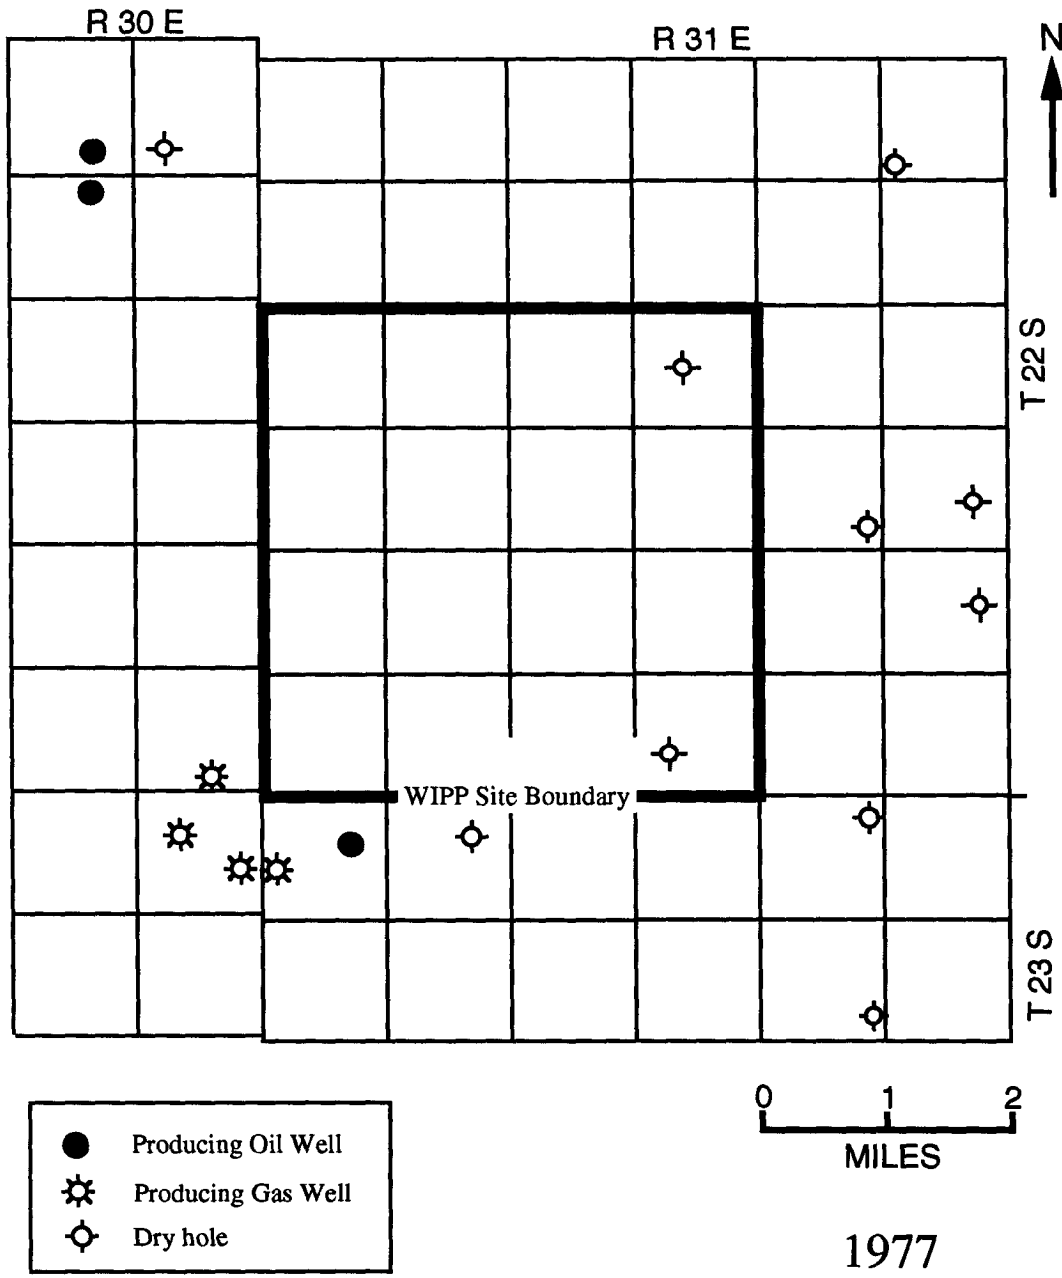 R 30 E
R 31 E
N
T 22 S
WIPP Site Boundary
T 23 S
0 1 2
MILES
Producing Oil Well
Producing Gas Well
Dry hole
1977